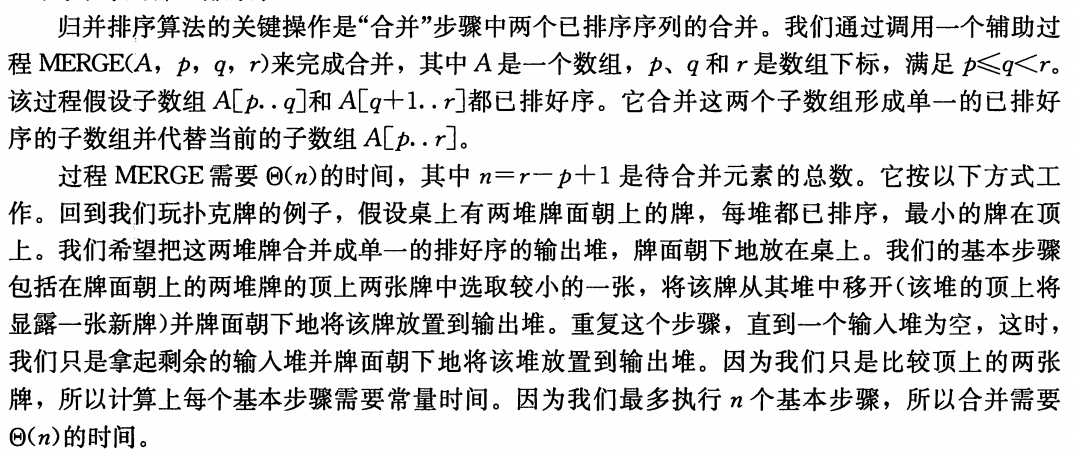 归并排序算法的关键操作是“合并”步骤中两个已排序序列的合并。我们通过调用一个辅助过
程 MERGE(A, p, q, r)来完成合并，其中 A 是一个数组，p、q 和 r 是数组下标，满足 p≤q<r。
该过程假设子数组 A[p..q]和 A[q+1..r]都已排好序。它合并这两个子数组形成单一的已排好
序的子数组并代替当前的子数组 A[p..r]。
过程 MERGE 需要 Θ(n)的时间，其中 n=r-p+1 是待合并元素的总数。它按以下方式工
作。回到我们玩扑克牌的例子，假设桌上有两堆牌面朝上的牌，每堆都已排序，最小的牌在顶
上。我们希望把这两堆牌合并成单一的排好序的输出堆，牌面朝下地放在桌上。我们的基本步骤
包括在牌面朝上的两堆牌的顶上两张牌中选取较小的一张，将该牌从其堆中移开(该堆的顶上将
显露一张新牌)并牌面朝下地将该牌放置到输出堆。重复这个步骤，直到一个输入堆为空，这时，
我们只是拿起剩余的输入堆并牌面朝下地将该堆放置到输出堆。因为我们只是比较顶上的两张
牌，所以计算上每个基本步骤需要常量时间。因为我们最多执行 n 个基本步骤，所以合并需要
Θ(n)的时间。